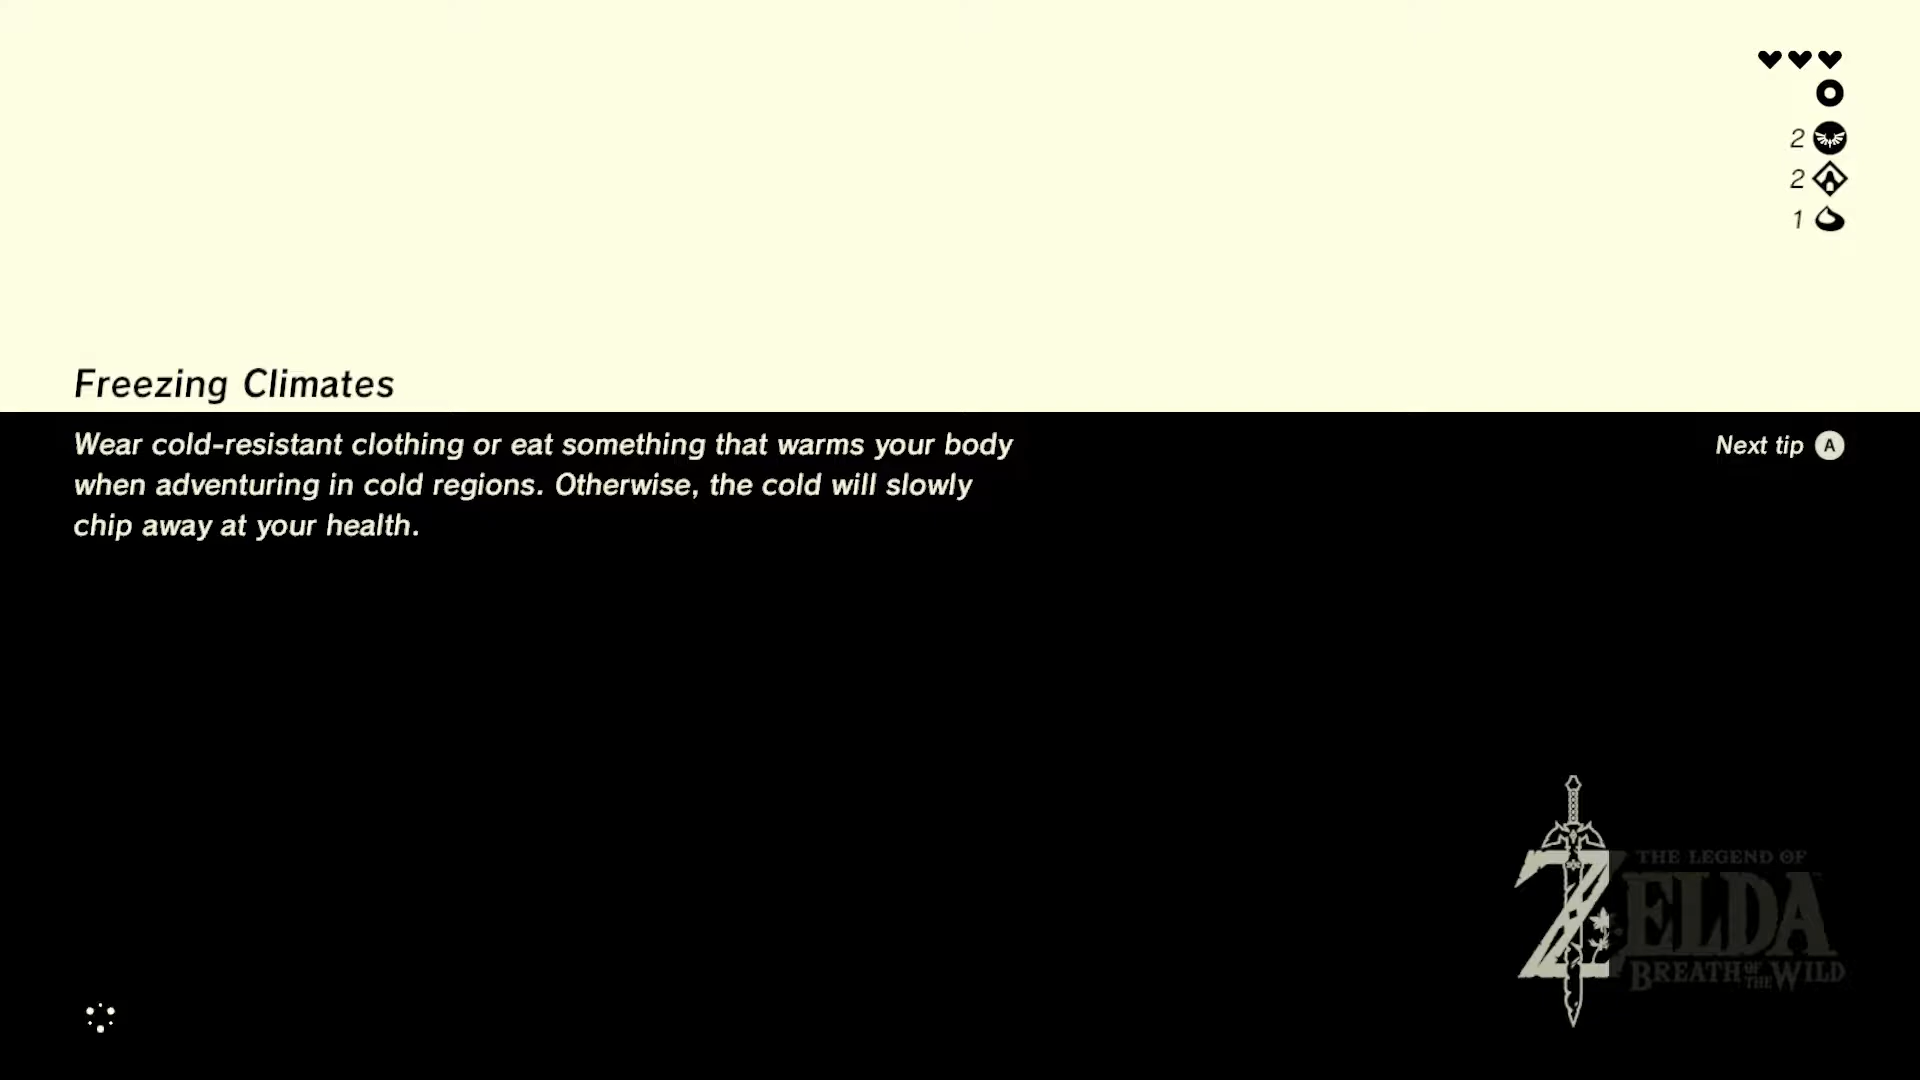 2
2
1
Freezing Climates
Wear cold-resistant clothing or eat something that warms your body
when adventuring in cold regions. Otherwise, the cold will slowly
chip away at your health.
Next tip A
THE LEGEND OF
ZELDA
BREATH OF THE WILD